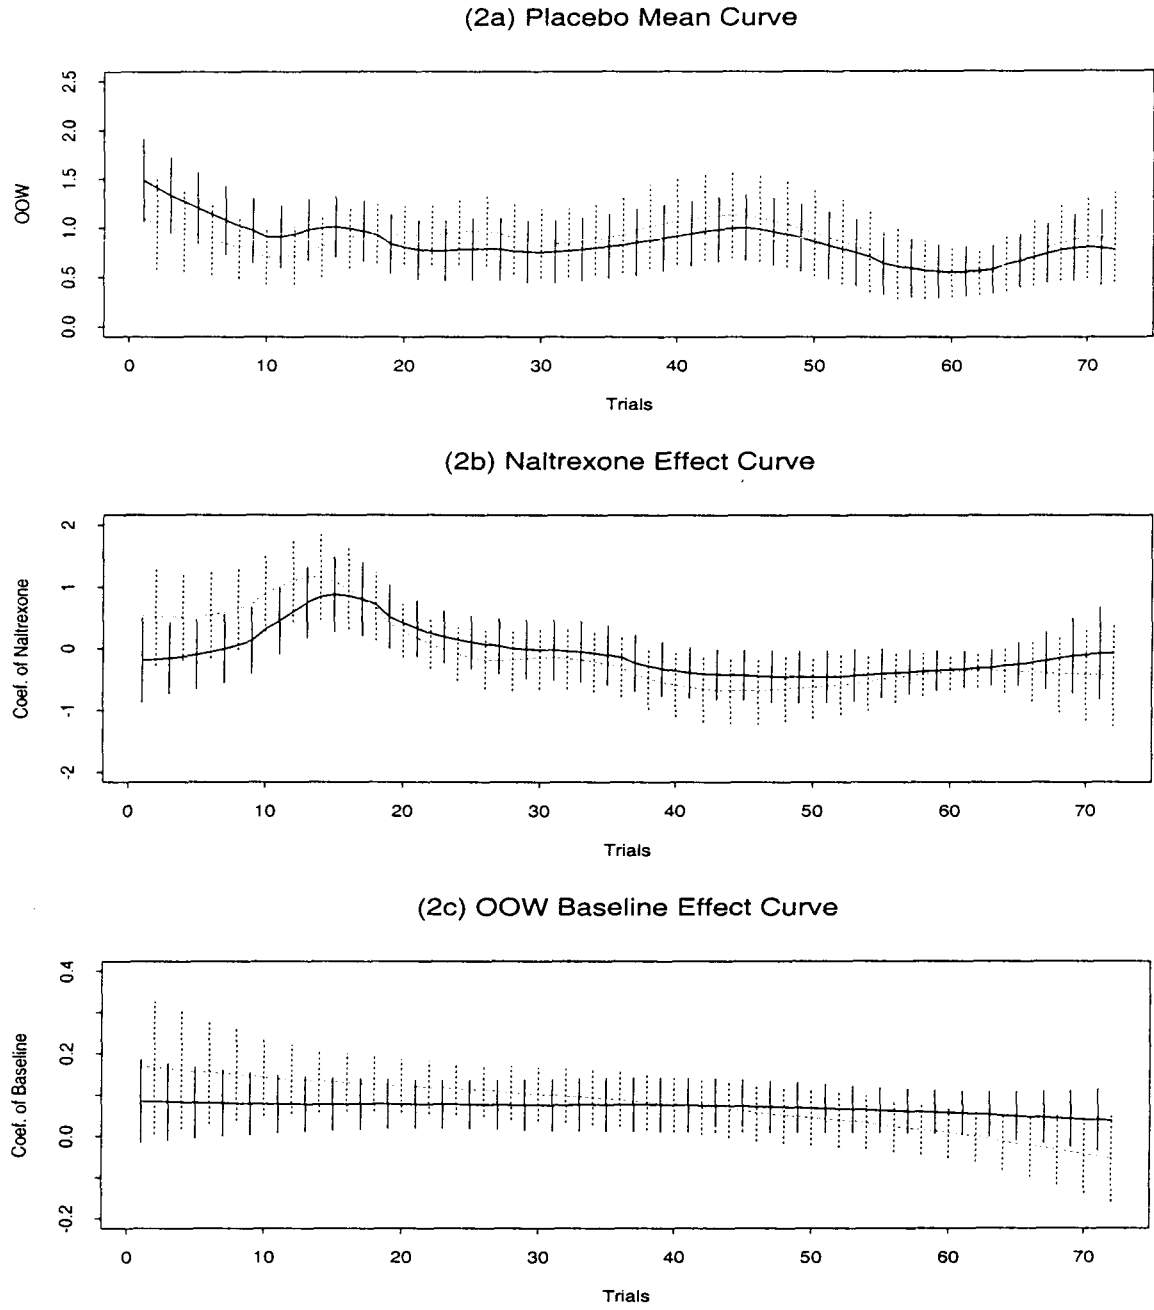 (2a) Placebo Mean Curve
2.5
2.0
1.5
1.0
0.5
0.0
OOW
0 10 20 30 40 50 60 70
Trials
(2b) Naltrexone Effect Curve
2
1
0
-1
-2
Coef. of Naltrexone
0 10 20 30 40 50 60 70
Trials
(2c) OOW Baseline Effect Curve
0.4
0.2
0.0
-0.2
Coef. of Baseline
0 10 20 30 40 50 60 70
Trials